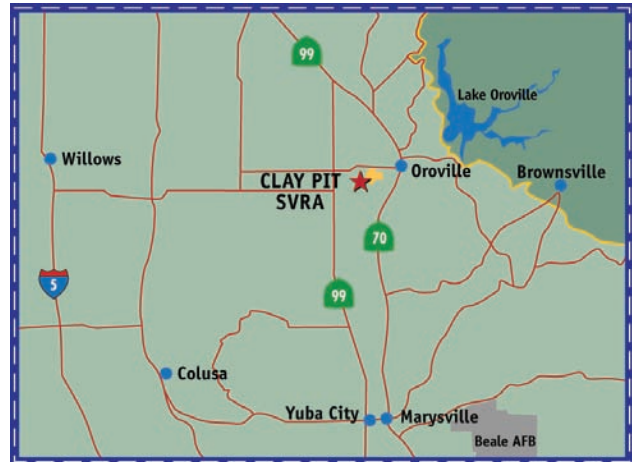 99
Lake Oroville
Willows
Oroville
Brownsville
CLAY PIT
SVRA
70
5
99
Colusa
Yuba City
Marysville
Beale AFB